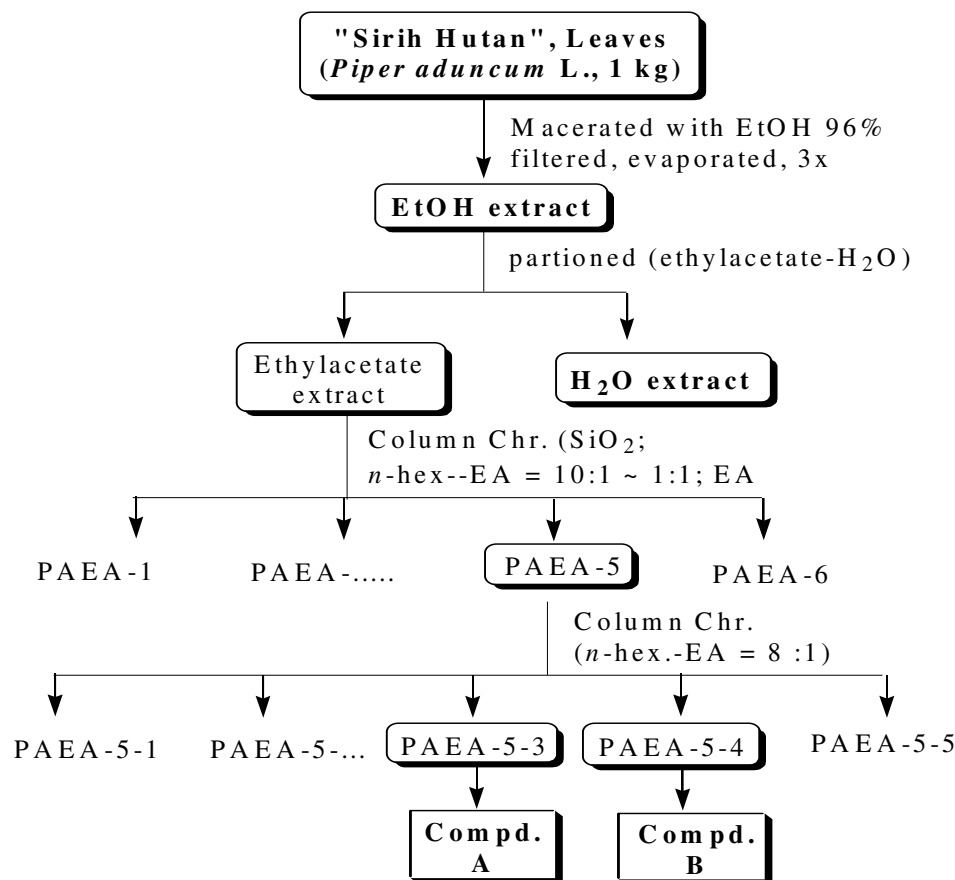 "Sirih Hutan", Leaves
(Piper aduncum L., 1 kg)
Macerated with EtOH 96%
filtered, evaporated, 3x
EtOH extract
partioned (ethylacetate-H₂O)
Ethylacetate
extract
H₂O extract
Column Chr. (SiO₂;
n-hex--EA = 10:1 ~ 1:1; EA
PAEA-1
PAEA-.....
PAEA-5
PAEA-6
Column Chr.
(n-hex.-EA = 8 :1)
PAEA-5-1
PAEA-5-...
PAEA-5-3
PAEA-5-4
PAEA-5-5
Compd.
A
Compd.
B